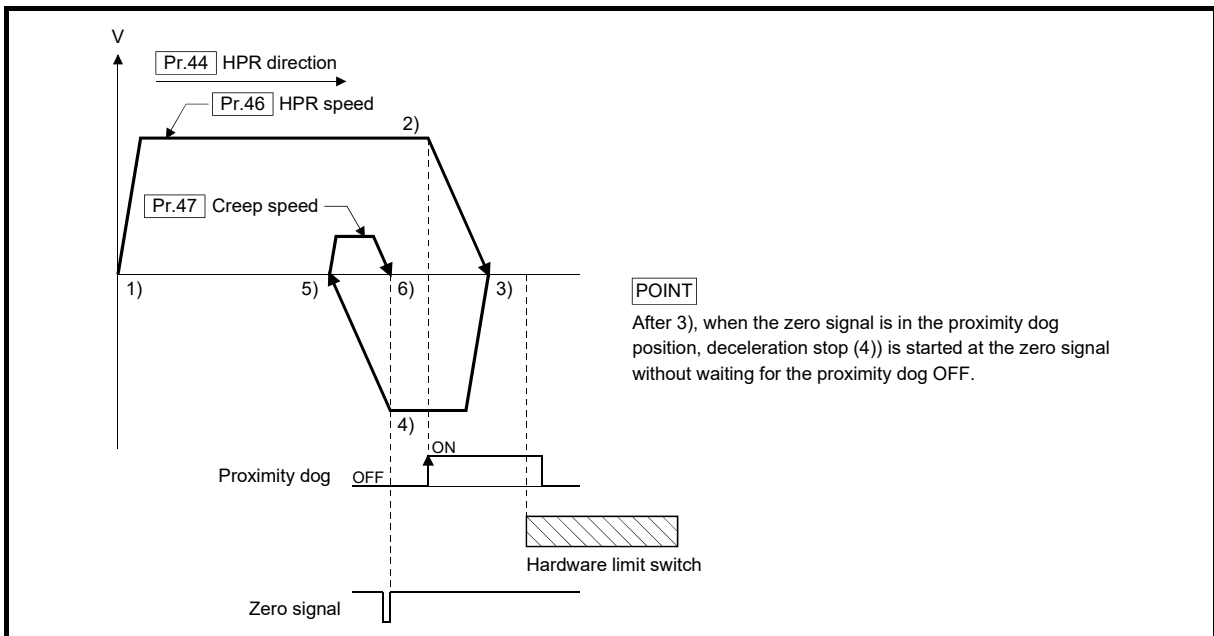 V
Pr.44 HPR direction
Pr.46 HPR speed
2)
Pr.47 Creep speed
1)
5)
6)
3)
POINT
After 3), when the zero signal is in the proximity dog
position, deceleration stop (4)) is started at the zero signal
without waiting for the proximity dog OFF.
4)
ON
Proximity dog OFF
Hardware limit switch
Zero signal